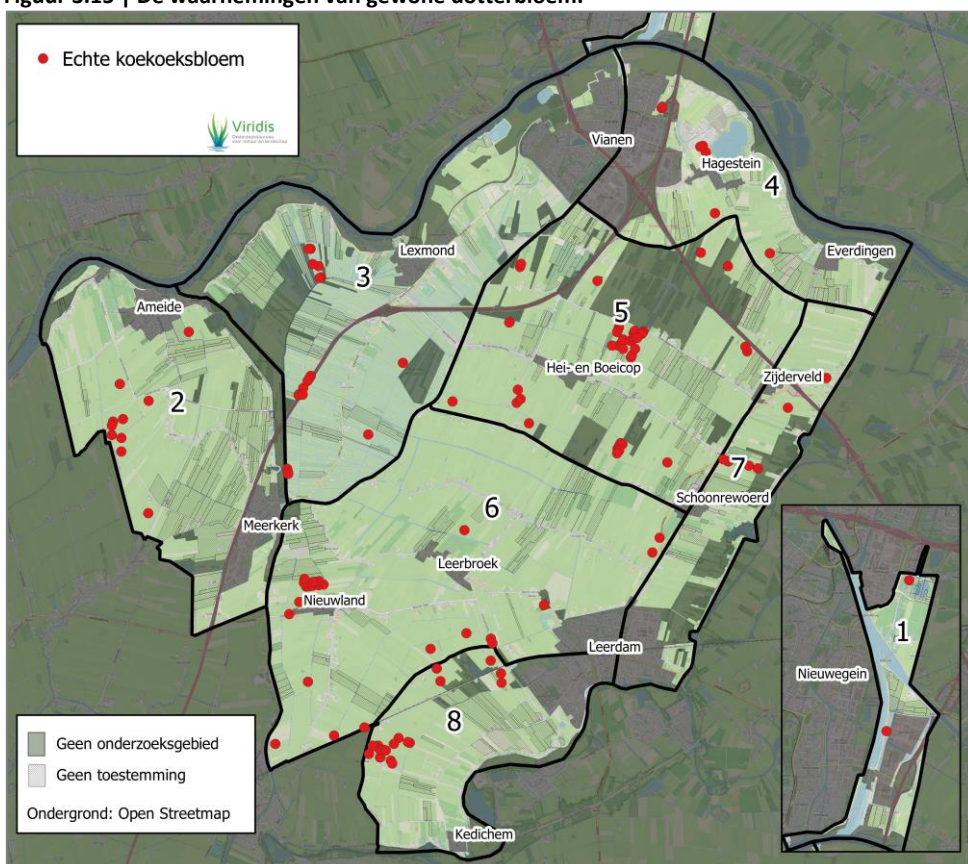 Figuur 3.15 | De waarnemingen van gewone dotterbloem.
Echte koekoeksbloem
Viridis
Vianen
Hagestein
4
Lexmond
3
Everdingen
Ameide
5
Hei- en Boeicop
Zijderveld
2
7
Schoonrewoerd
6
Meerkerk
Leerbroek
Nieuwland
1
Leerdam
Nieuwegein
8
Geen onderzoeksgebied
Geen toestemming
Ondergrond: Open Streetmap
Kedichem